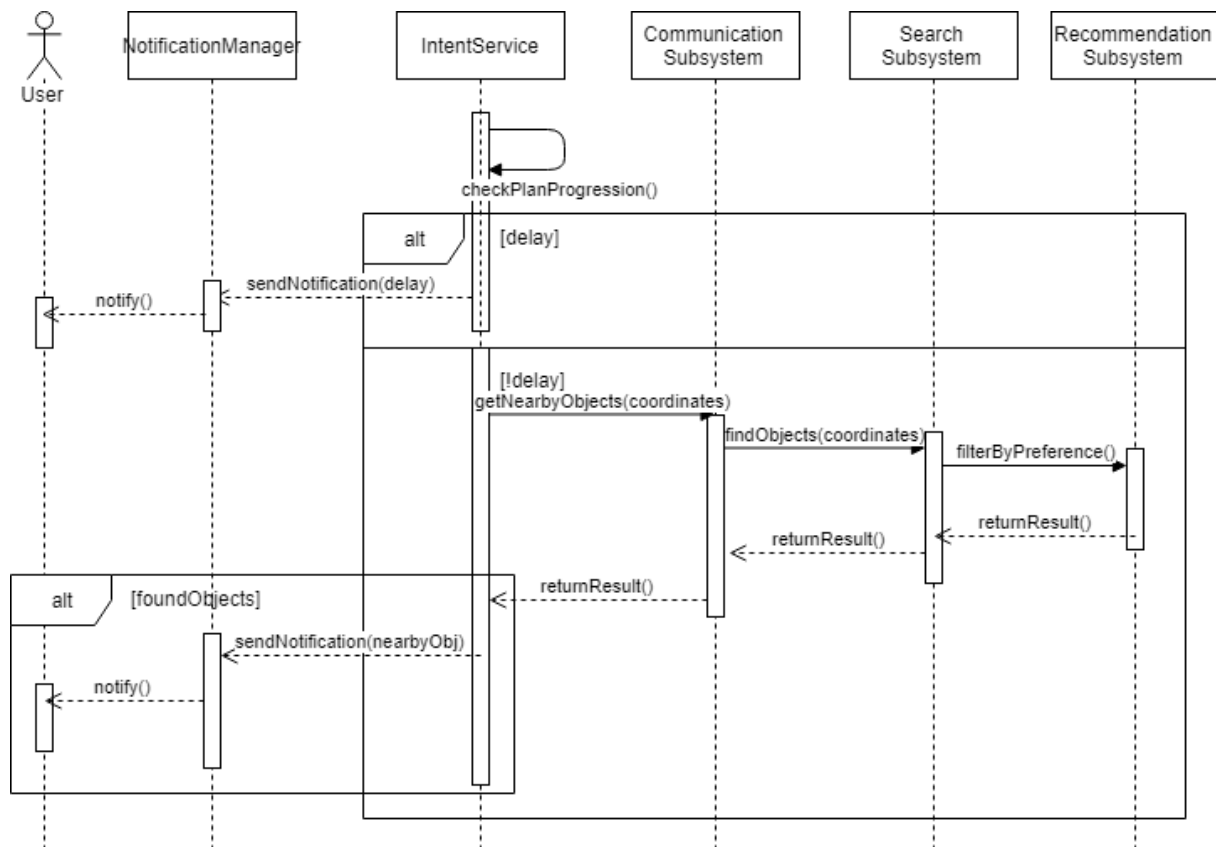 User
NotificationManager
IntentService
Communication
Subsystem
Search
Subsystem
Recommendation
Subsystem
checkPlanProgression()
alt
[delay]
sendNotification(delay)
notify()
[!delay]
getNearbyObjects(coordinates)
findObjects(coordinates)
filterByPreference()
returnResult()
returnResult()
returnResult()
alt
[foundObjects]
sendNotification(nearbyObj)
notify()